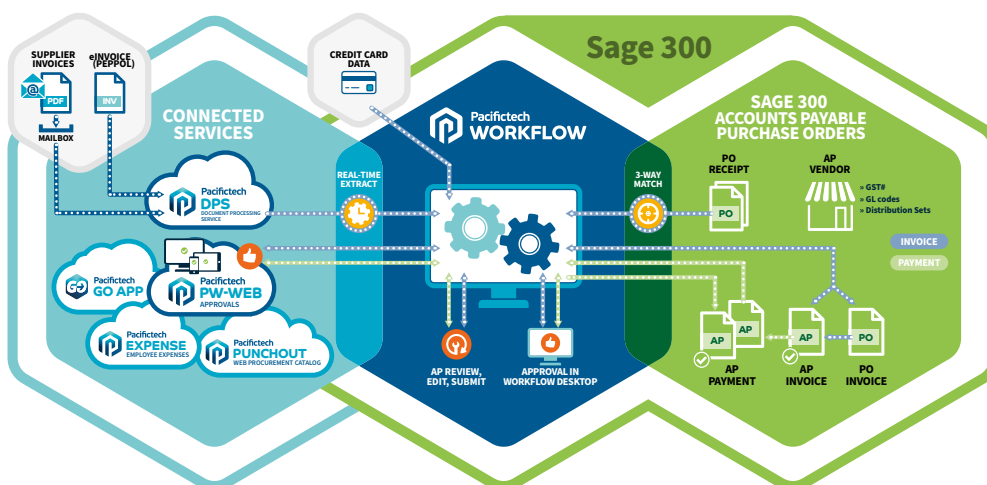 SUPPLIER
INVOICES
eINVOICE
(PEPPOL)
@
PDF
INV
MAILBOX
CREDIT CARD
DATA
Sage 300
CONNECTED
SERVICES
Pacifictech
WORKFLOW
SAGE 300
ACCOUNTS PAYABLE
PURCHASE ORDERS
REAL-TIME
EXTRACT
3-WAY
MATCH
PO
RECEIPT
PO
AP
VENDOR
» GST#
» GL codes
» Distribution Sets
Pacifictech
DPS
DOCUMENT PROCESSING
SERVICE
INVOICE
PAYMENT
Pacifictech
GO APP
GO
Pacifictech
PW-WEB
APPROVALS
Pacifictech
EXPENSE
EMPLOYEE EXPENSES
Pacifictech
PUNCHOUT
WEB PROCUREMENT CATALOG
AP REVIEW,
EDIT, SUBMIT
APPROVAL IN
WORKFLOW DESKTOP
AP
AP
AP
PAYMENT
AP
AP
INVOICE
PO
PO
INVOICE